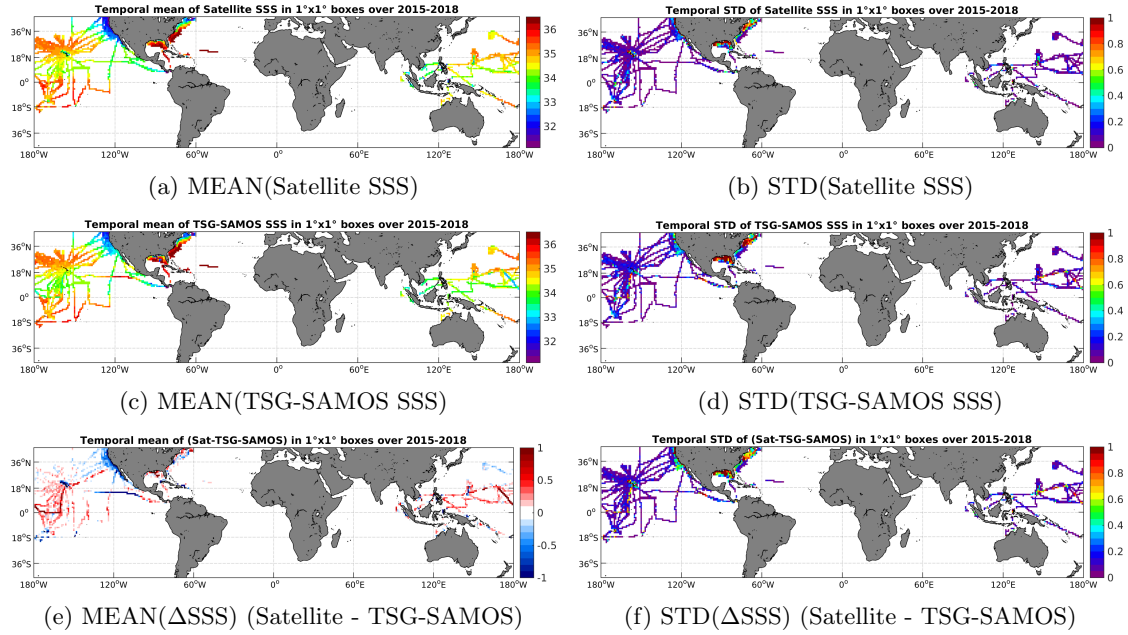 Temporal mean of Satellite SSS in 1°x1° boxes over 2015-2018
36°N
18°N
0°
18°S
36°S
180°W 120°W 60°W 0° 60°E 120°E 180°W
36
35
34
33
32
(a) MEAN(Satellite SSS)
Temporal STD of Satellite SSS in 1°x1° boxes over 2015-2018
36°N
18°N
0°
18°S
36°S
180°W 120°W 60°W 0° 60°E 120°E 180°W
1
0.8
0.6
0.4
0.2
0
(b) STD(Satellite SSS)
Temporal mean of TSG-SAMOS SSS in 1°x1° boxes over 2015-2018
36°N
18°N
0°
18°S
36°S
180°W 120°W 60°W 0° 60°E 120°E 180°W
36
35
34
33
32
(c) MEAN(TSG-SAMOS SSS)
Temporal STD of TSG-SAMOS SSS in 1°x1° boxes over 2015-2018
36°N
18°N
0°
18°S
36°S
180°W 120°W 60°W 0° 60°E 120°E 180°W
1
0.8
0.6
0.4
0.2
0
(d) STD(TSG-SAMOS SSS)
Temporal mean of (Sat-TSG-SAMOS) in 1°x1° boxes over 2015-2018
36°N
18°N
0°
18°S
36°S
180°W 120°W 60°W 0° 60°E 120°E 180°W
1
0.5
0
-0.5
-1
(e) MEAN(ΔSSS) (Satellite - TSG-SAMOS)
Temporal STD of (Sat-TSG-SAMOS) in 1°x1° boxes over 2015-2018
36°N
18°N
0°
18°S
36°S
180°W 120°W 60°W 0° 60°E 120°E 180°W
1
0.8
0.6
0.4
0.2
0
(f) STD(ΔSSS) (Satellite - TSG-SAMOS)